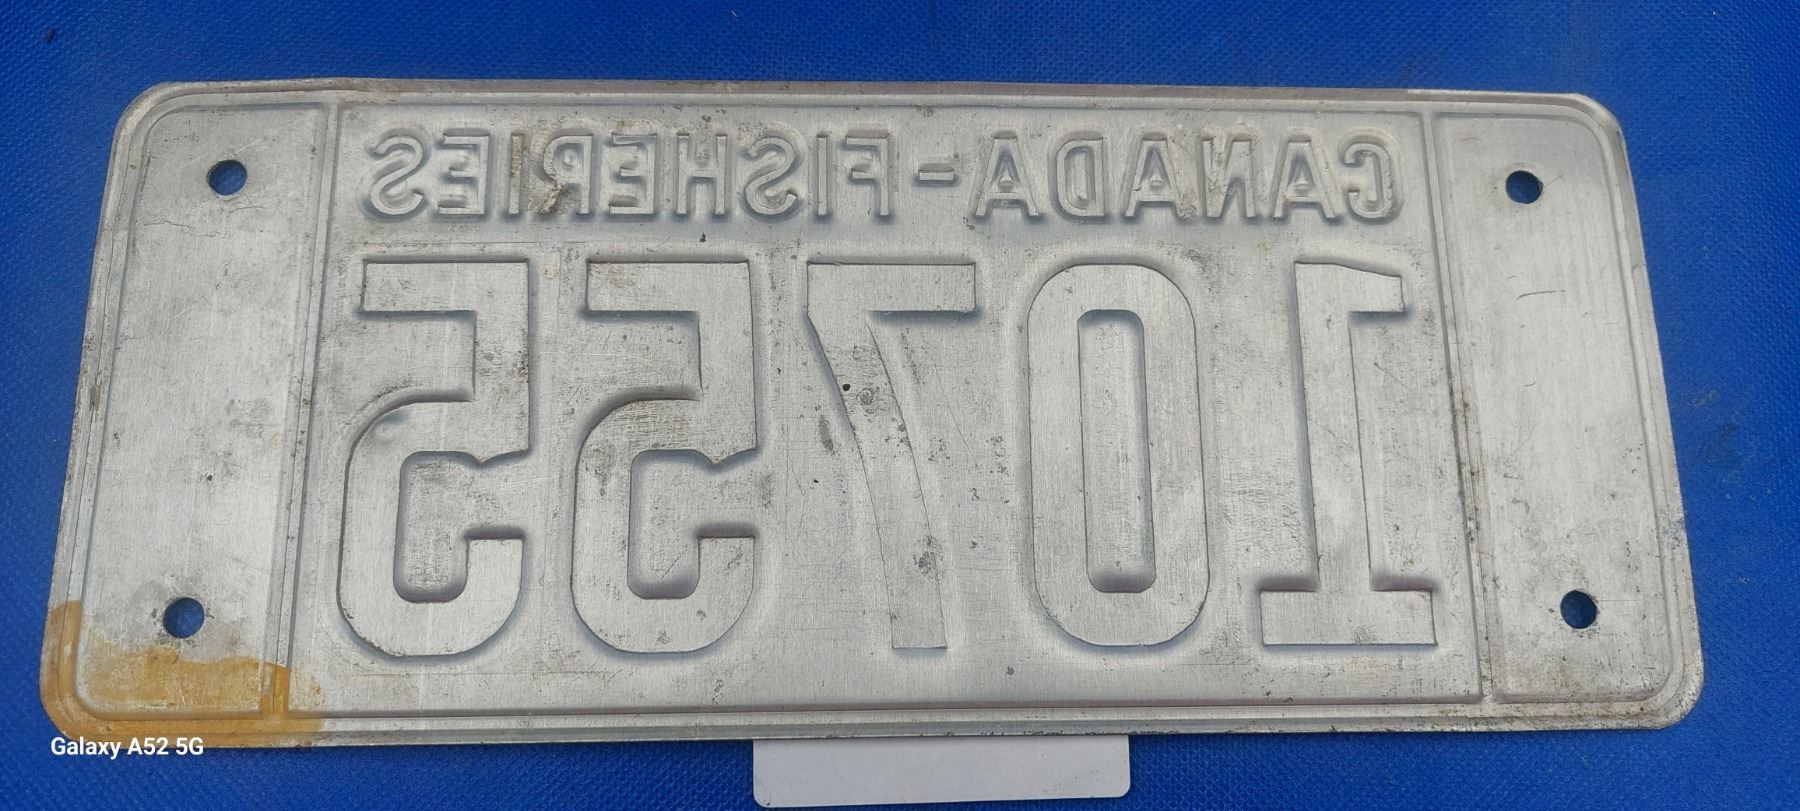 CANADA-FISHERIES
10755
Galaxy A52 5G